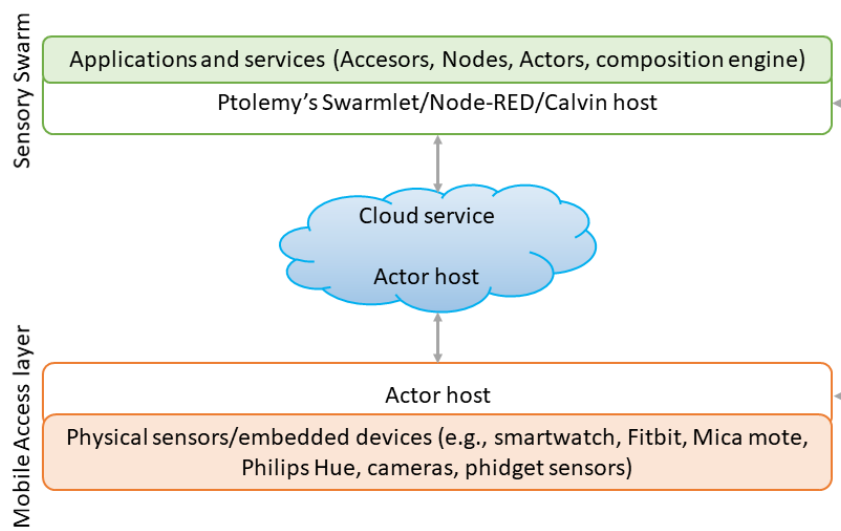 Sensory Swarm
Applications and services (Accesors, Nodes, Actors, composition engine)
Ptolemy's Swarmlet/Node-RED/Calvin host
Cloud service
Actor host
Mobile Access layer
Actor host
Physical sensors/embedded devices (e.g., smartwatch, Fitbit, Mica mote,
Philips Hue, cameras, phidget sensors)